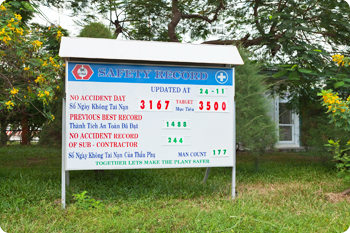 SAFETY RECORD
UPDATED AT 24-11
NO ACCIDENT DAY 3167 TARGET 3500
Số Ngày Không Tai Nạn Mục Tiêu
PREVIOUS BEST RECORD 1488
Thành Tích An Toàn Đã Đạt
NO ACCIDENT RECORD
OF SUB - CONTRACTOR 244
Số Ngày Không Tai Nạn Của Thầu Phụ MAN COUNT 177
TOGETHER LETS MAKE THE PLANT SAFER